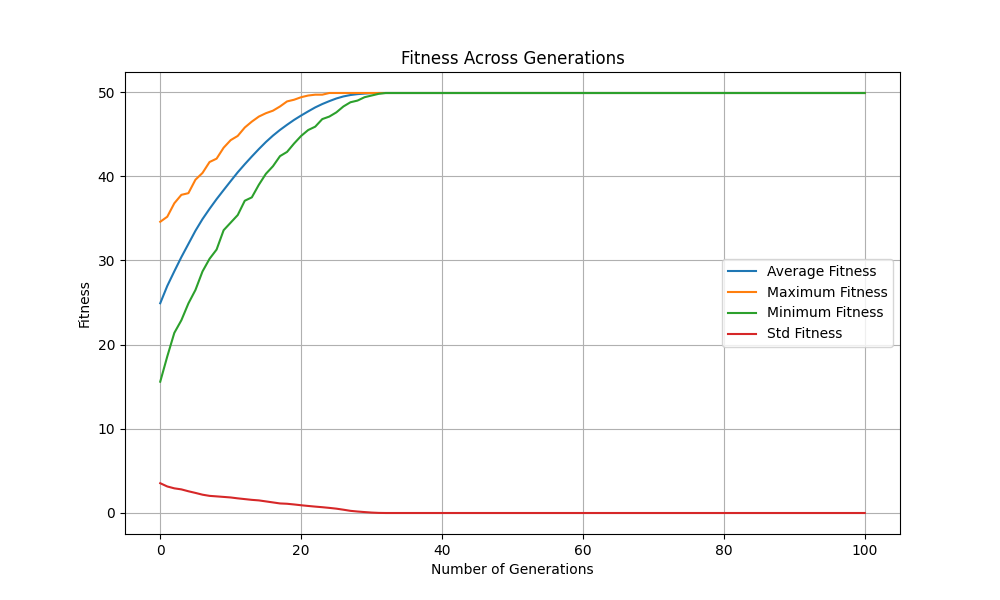 Fitness Across Generations
Fitness
50
40
30
20
10
0
Average Fitness
Maximum Fitness
Minimum Fitness
Std Fitness
0 20 40 60 80 100
Number of Generations